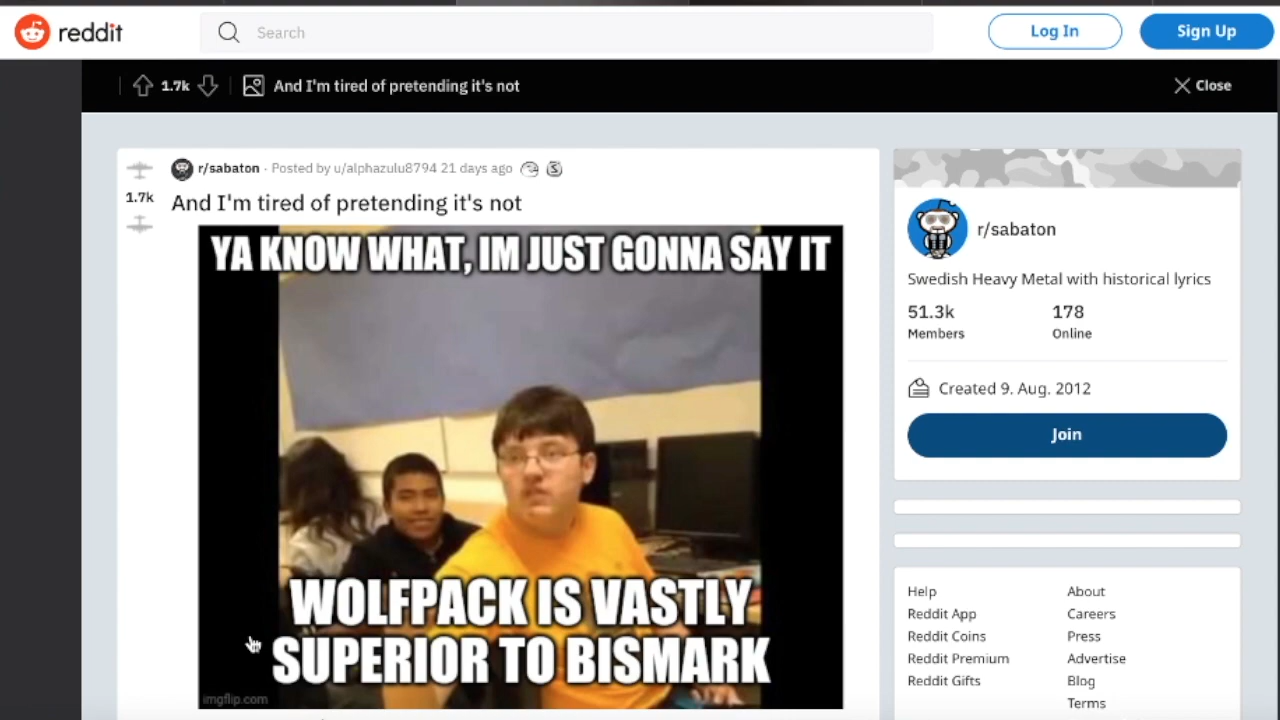 reddit
Search
Log In
Sign Up
1.7k
And I'm tired of pretending it's not
Close
r/sabaton · Posted by u/alphazulu8794 21 days ago
1.7k
And I'm tired of pretending it's not
YA KNOW WHAT, IM JUST GONNA SAY IT
WOLFPACK IS VASTLY
SUPERIOR TO BISMARK
imgflip.com
r/sabaton
Swedish Heavy Metal with historical lyrics
51.3k 178
Members Online
Created 9. Aug. 2012
Join
Help About
Reddit App Careers
Reddit Coins Press
Reddit Premium Advertise
Reddit Gifts Blog
Terms